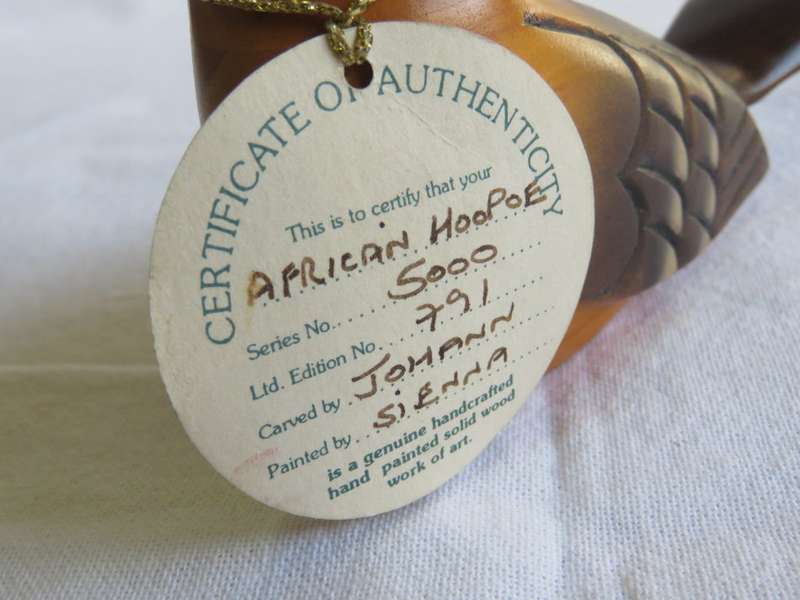 CERTIFICATE OF AUTHENTICITY
This is to certify that your
AFRICAN HOOPOE
Series No. 5000
Ltd. Edition No. 791
Carved by JOHANN
Painted by SIENNA
is a genuine handcrafted
hand painted solid wood
work of art.